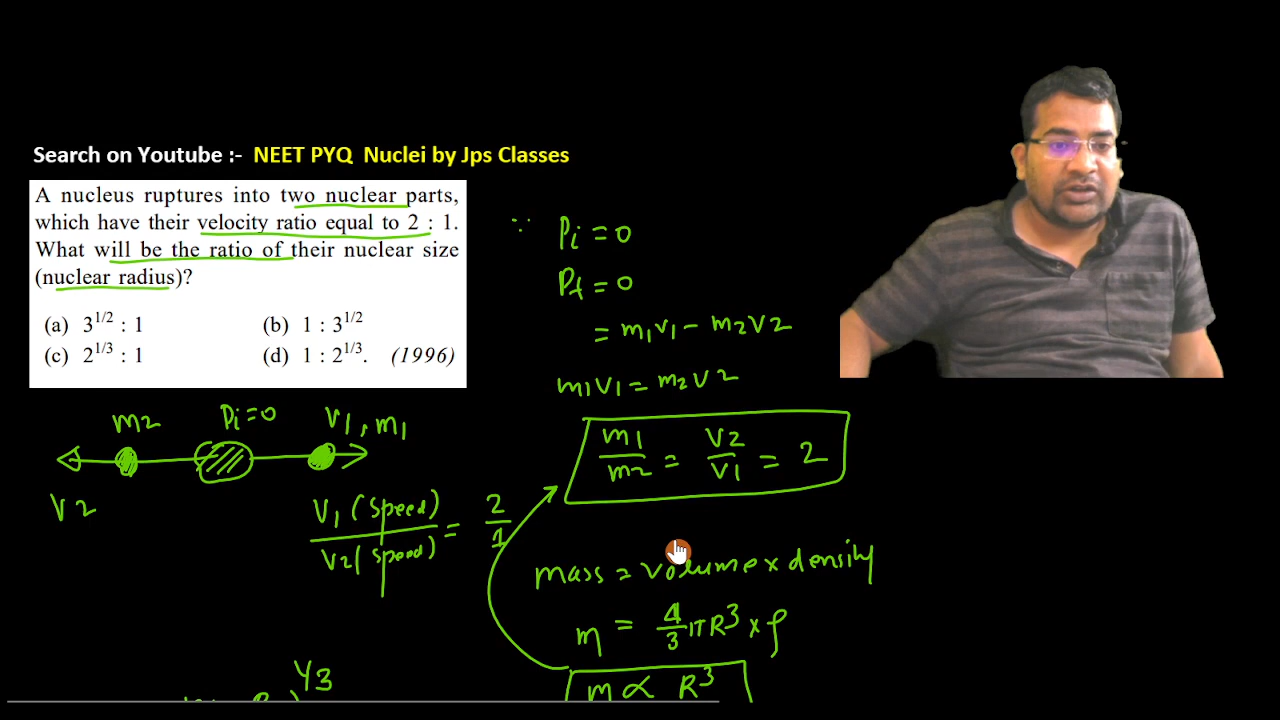 Search on Youtube :- NEET PYQ Nuclei by Jps Classes
A nucleus ruptures into two nuclear parts,
which have their velocity ratio equal to 2 : 1.
What will be the ratio of their nuclear size
(nuclear radius)?
(a) 3^1/2 : 1 (b) 1 : 3^1/2
(c) 2^1/3 : 1 (d) 1 : 2^1/3. (1996)
m2 Pi=0 V1, m1
V2
V1 (speed) / V2 (speed) = 2/1
∵ Pi = 0
Pf = 0
= m1V1 - m2V2
m1V1 = m2V2
m1/m2 = V2/V1 = 2
mass = volume × density
m = 4/3 πR³ × ρ
m ∝ R³
1/3